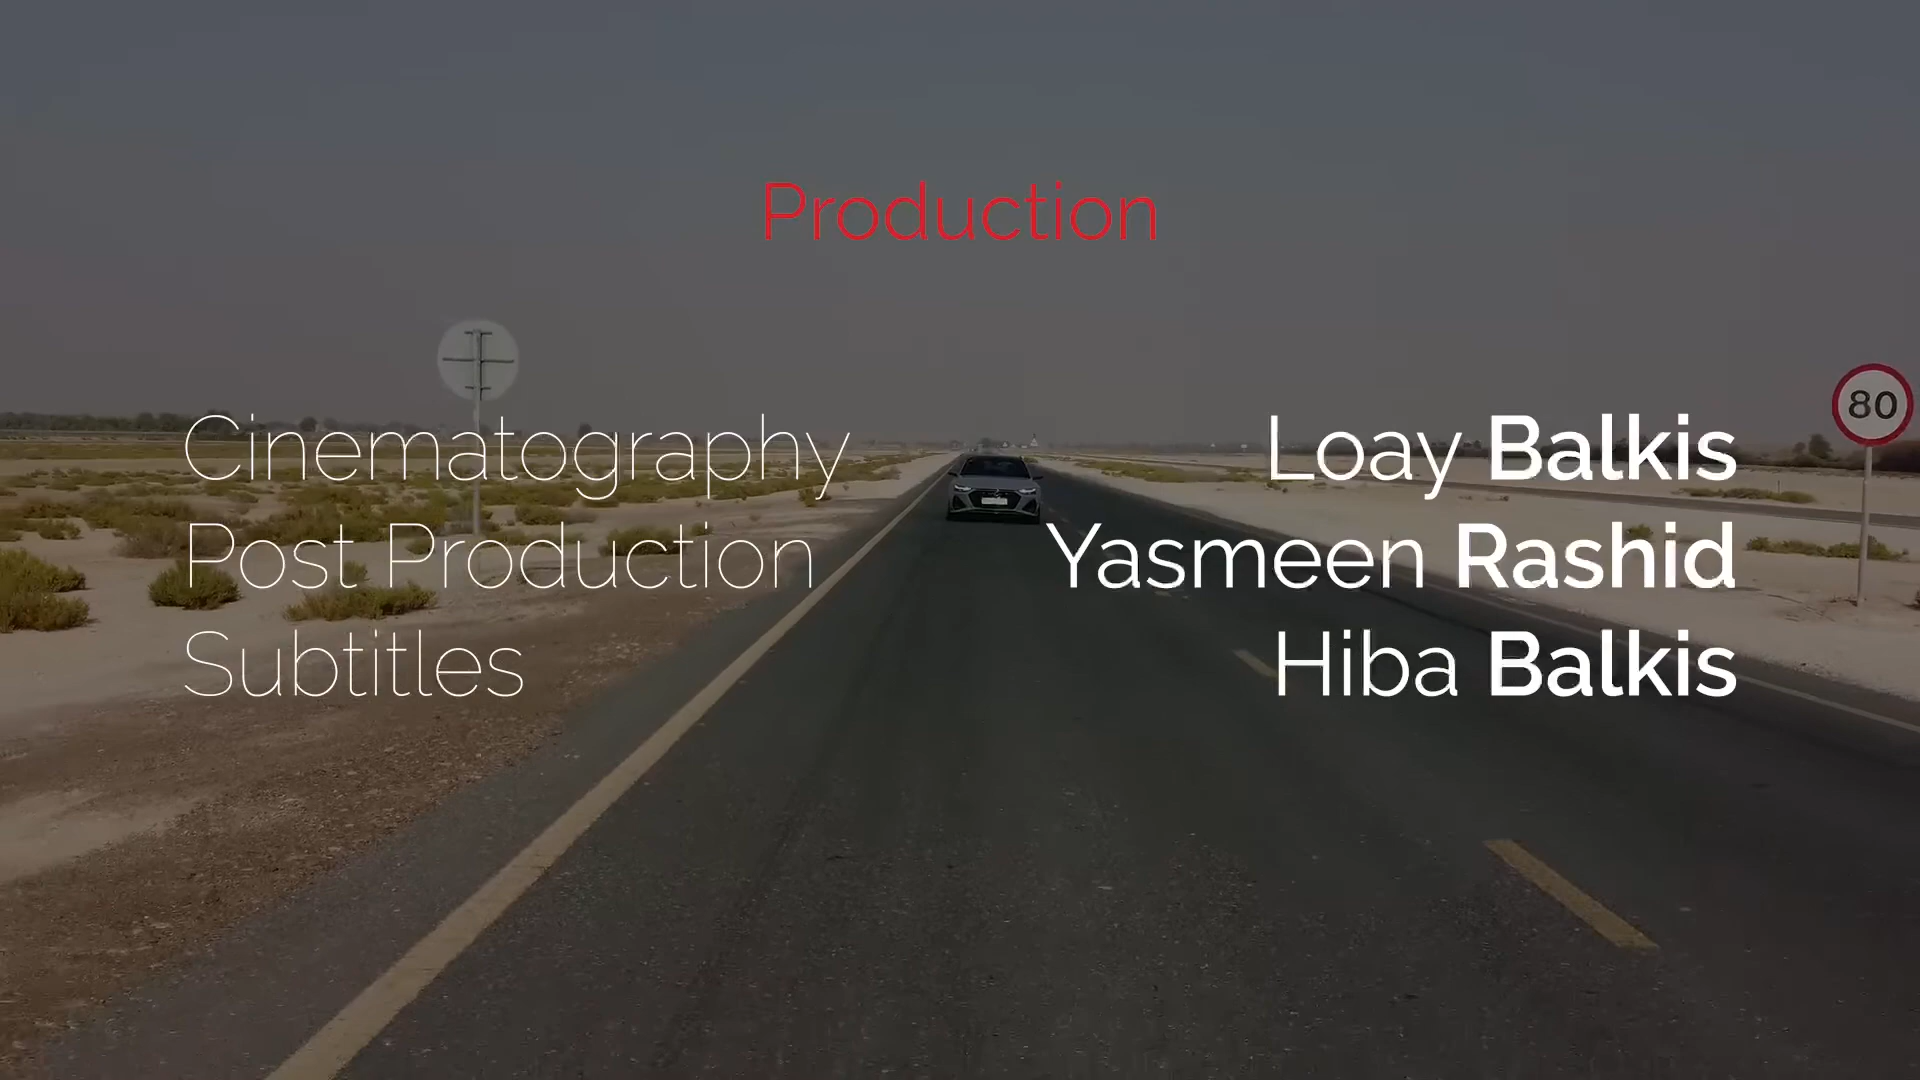 Production
Cinematography Loay Balkis
80
Post Production Yasmeen Rashid
Subtitles Hiba Balkis